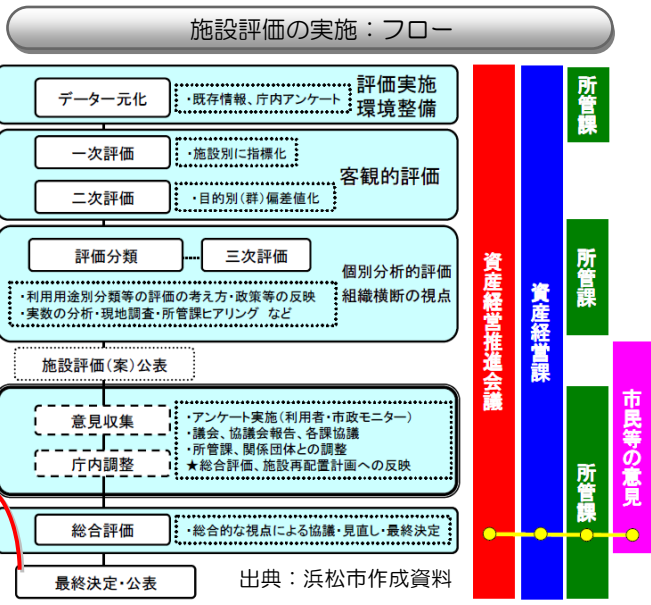 施設評価の実施：フロー
データ一元化
・既存情報、庁内アンケート
評価実施
環境整備
一次評価
・施設別に指標化
二次評価
・目的別(群)偏差値化
客観的評価
評価分類
三次評価
・利用用途別分類等の評価の考え方・政策等の反映
・実数の分析・現地調査・所管課ヒアリング など
個別分析的評価
組織横断の視点
施設評価(案)公表
意見収集
庁内調整
・アンケート実施(利用者・市政モニター)
・議会、協議会報告、各課協議
・所管課、関係団体との調整
★総合評価、施設再配置計画への反映
総合評価
・総合的な視点による協議・見直し・最終決定
最終決定・公表
出典：浜松市作成資料
資産経営推進会議
資産経営課
所管課
所管課
所管課
市民等の意見